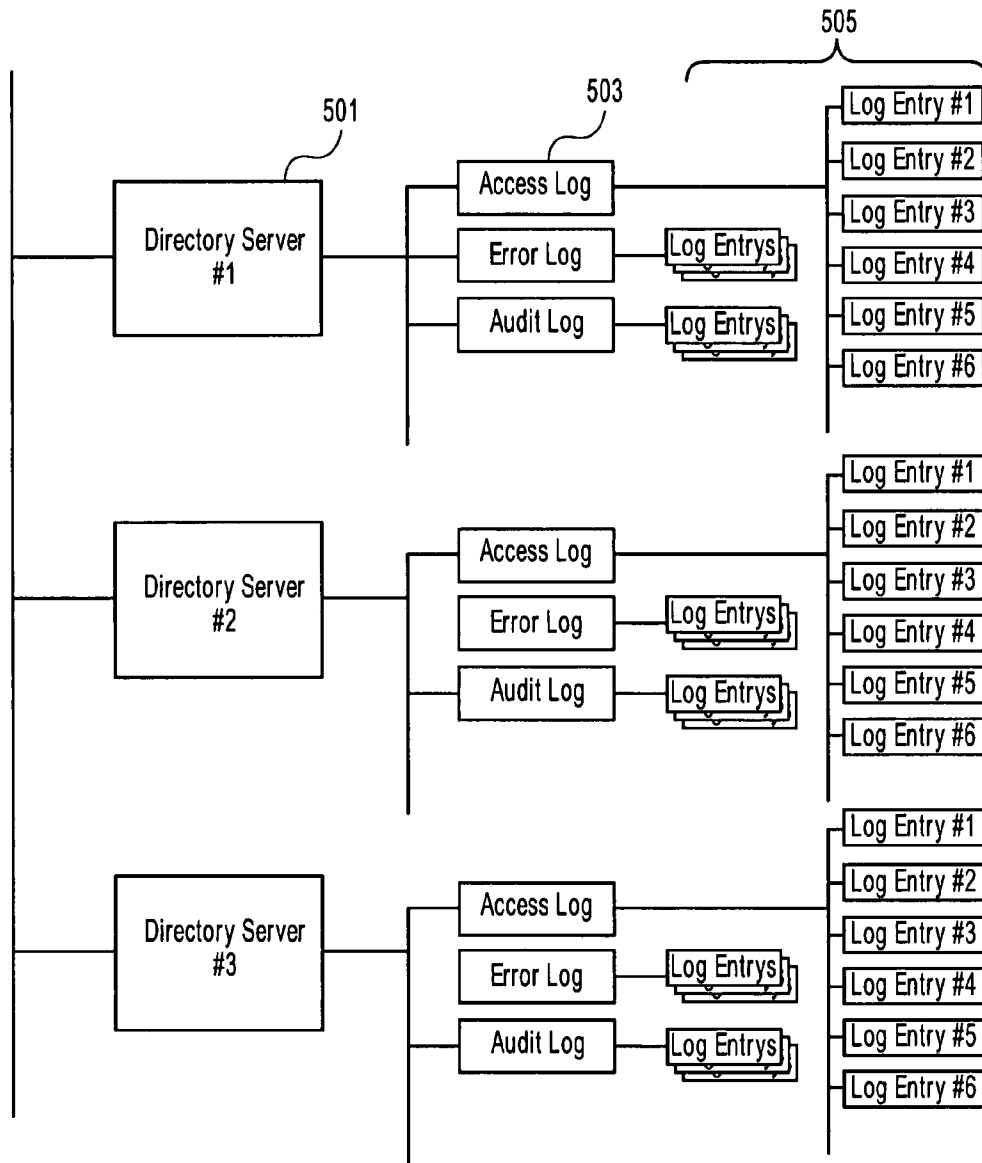 505
501
503
Log Entry #1
Log Entry #2
Log Entry #3
Log Entry #4
Log Entry #5
Log Entry #6
Directory Server
#1
Access Log
Error Log
Log Entrys
Audit Log
Log Entrys
Directory Server
#2
Access Log
Error Log
Log Entrys
Audit Log
Log Entrys
Log Entry #1
Log Entry #2
Log Entry #3
Log Entry #4
Log Entry #5
Log Entry #6
Directory Server
#3
Access Log
Error Log
Log Entrys
Audit Log
Log Entrys
Log Entry #1
Log Entry #2
Log Entry #3
Log Entry #4
Log Entry #5
Log Entry #6